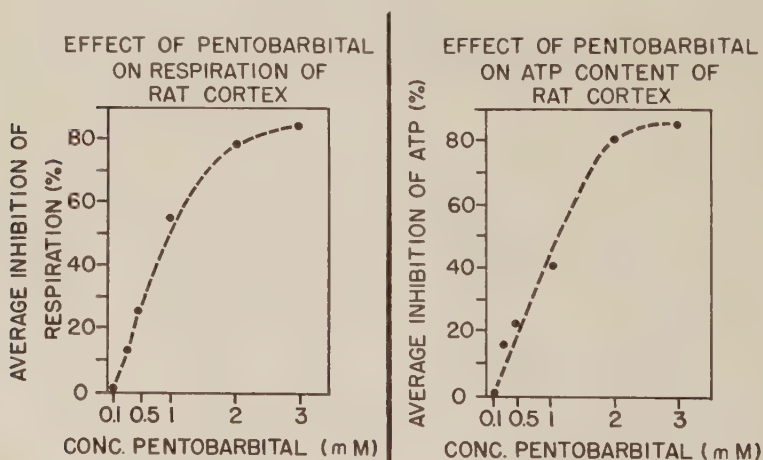 EFFECT OF PENTOBARBITAL
ON RESPIRATION OF
RAT CORTEX
AVERAGE INHIBITION OF
RESPIRATION (%)
80
60
40
20
0
0.1 0.5 1 2 3
CONC. PENTOBARBITAL (mM)
EFFECT OF PENTOBARBITAL
ON ATP CONTENT OF
RAT CORTEX
AVERAGE INHIBITION OF ATP (%)
80
60
40
20
0
0.1 0.5 1 2 3
CONC. PENTOBARBITAL (mM)